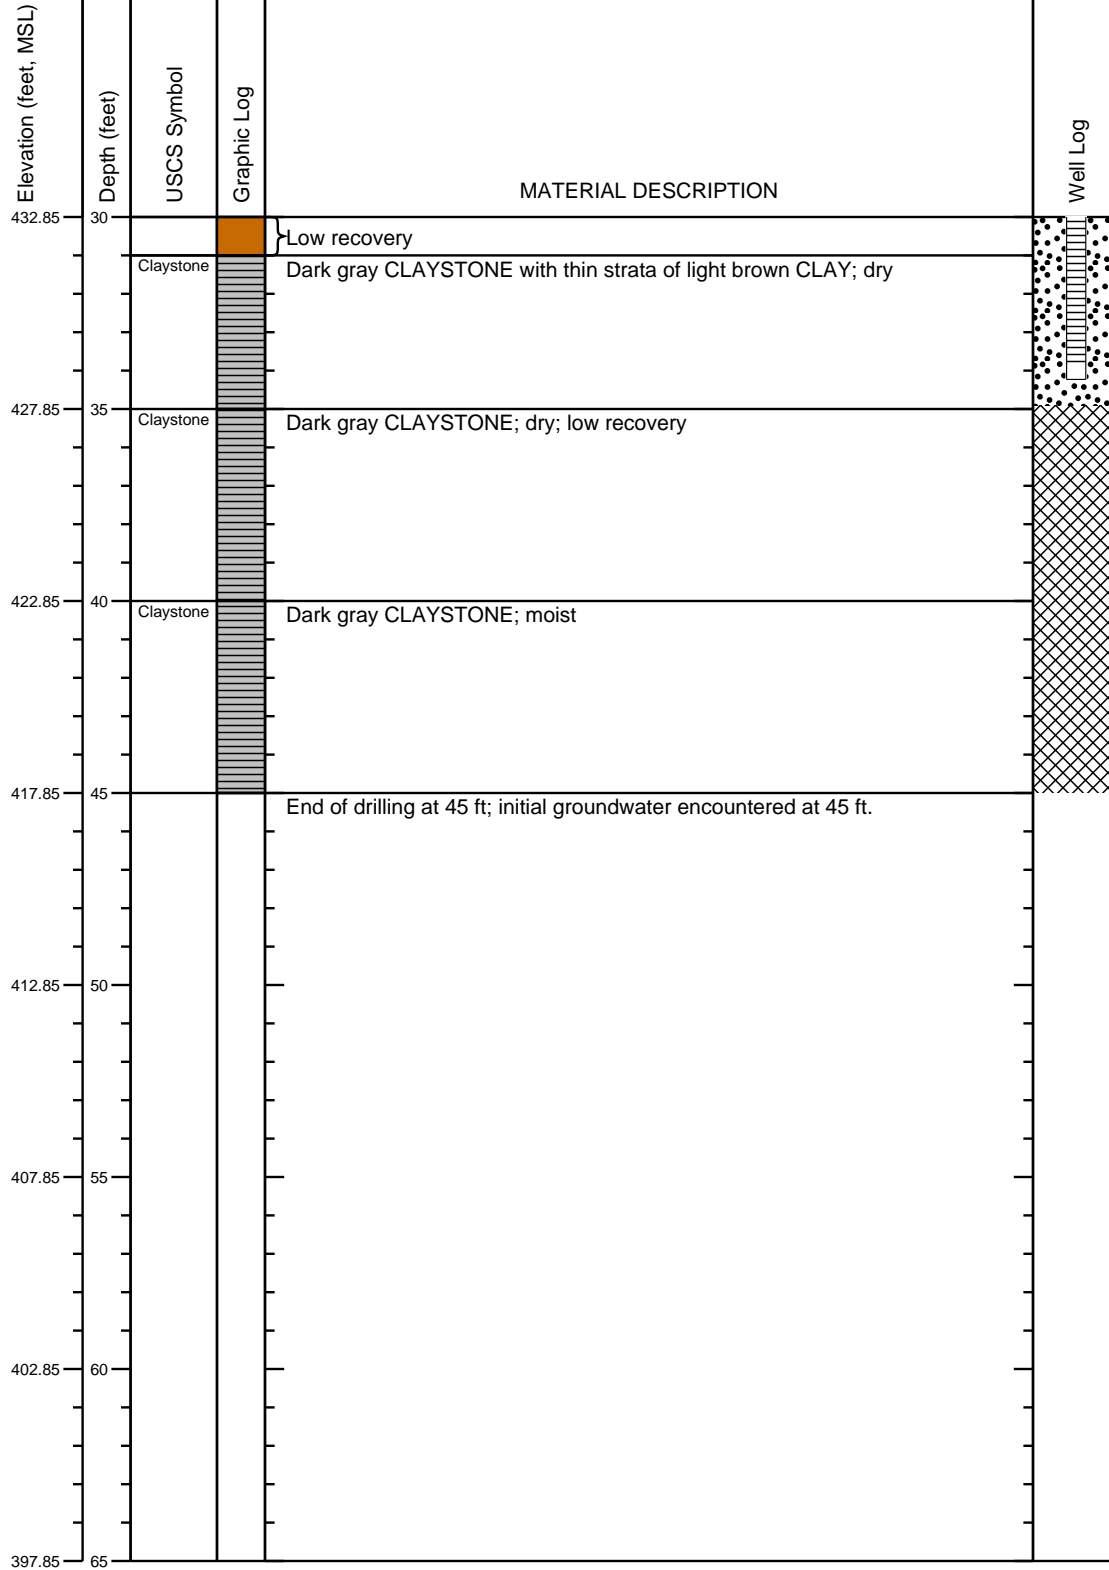 Elevation (feet, MSL)
Depth (feet)
USCS Symbol
Graphic Log
MATERIAL DESCRIPTION
Well Log
432.85 30
Low recovery
Claystone Dark gray CLAYSTONE with thin strata of light brown CLAY; dry
427.85 35
Claystone Dark gray CLAYSTONE; dry; low recovery
422.85 40
Claystone Dark gray CLAYSTONE; moist
417.85 45
End of drilling at 45 ft; initial groundwater encountered at 45 ft.
412.85 50
407.85 55
402.85 60
397.85 65